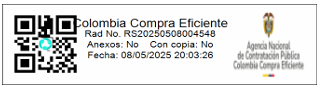 Colombia Compra Eficiente
Rad No. RS20250508004548
Anexos: No Con copia: No
Fecha: 08/05/2025 20:03:26
Agencia Nacional
de Contratación Pública
Colombia Compra Eficiente